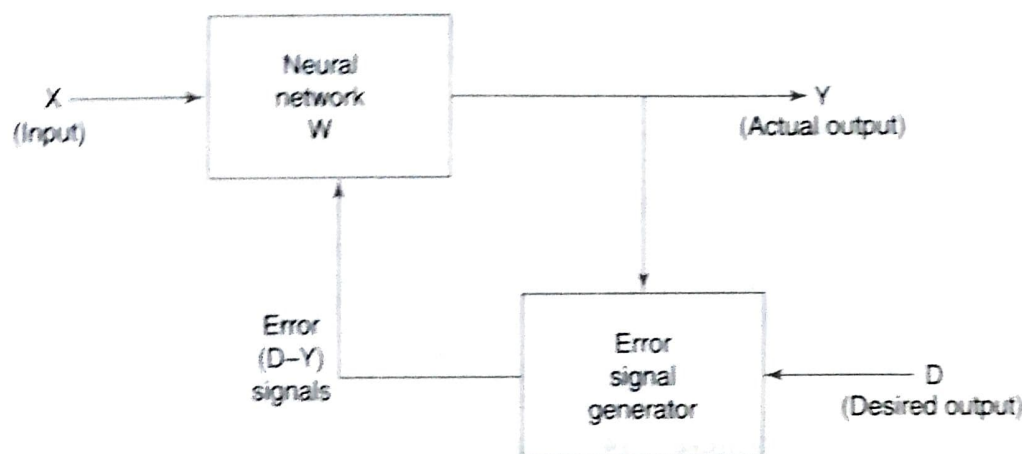 Neural
network
W
X
(Input)
Y
(Actual output)
Error
(D–Y)
signals
Error
signal
generator
D
(Desired output)